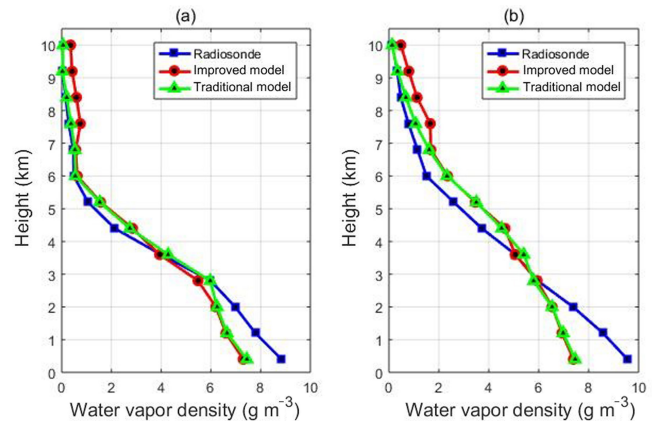 (a)
10
9
8
7
6
5
4
3
2
1
0
Height (km)
Radiosonde
Improved model
Traditional model
0 2 4 6 8 10
Water vapor density (g m⁻³)
(b)
10
9
8
7
6
5
4
3
2
1
0
Height (km)
Radiosonde
Improved model
Traditional model
0 2 4 6 8 10
Water vapor density (g m⁻³)